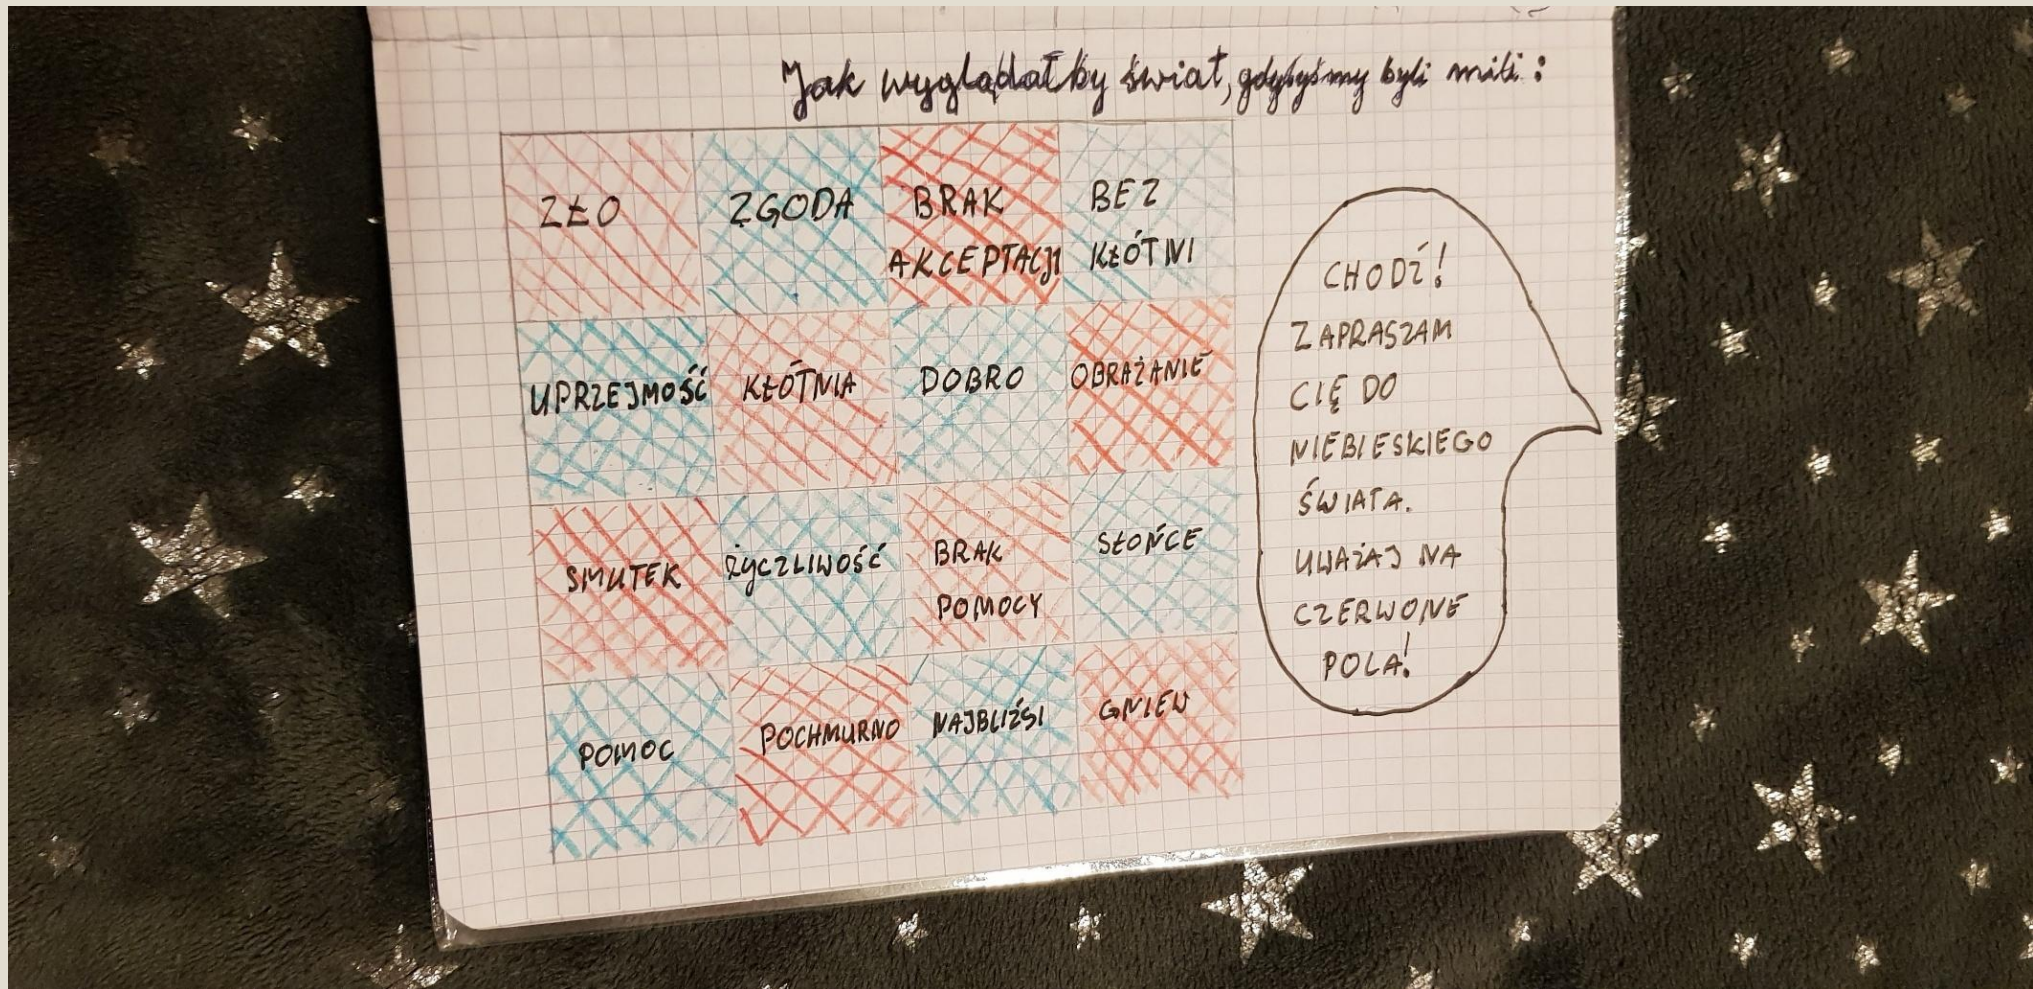 Jak wyglądałby świat, gdybyśmy byli mili:
ZŁO
ZGODA
BRAK
AKCEPTACJI
BEZ
KŁÓTNI
UPRZEJMOŚĆ
KŁÓTNIA
DOBRO
OBRAŻANIE
SMUTEK
ŻYCZLIWOŚĆ
BRAK
POMOCY
SŁOŃCE
POMOC
POCHMURNO
NAJBLIŹSI
GNIEW
CHODŹ!
ZAPRASZAM
CIĘ DO
NIEBIESKIEGO
ŚWIATA.
UWAŻAJ NA
CZERWONE
POLA!